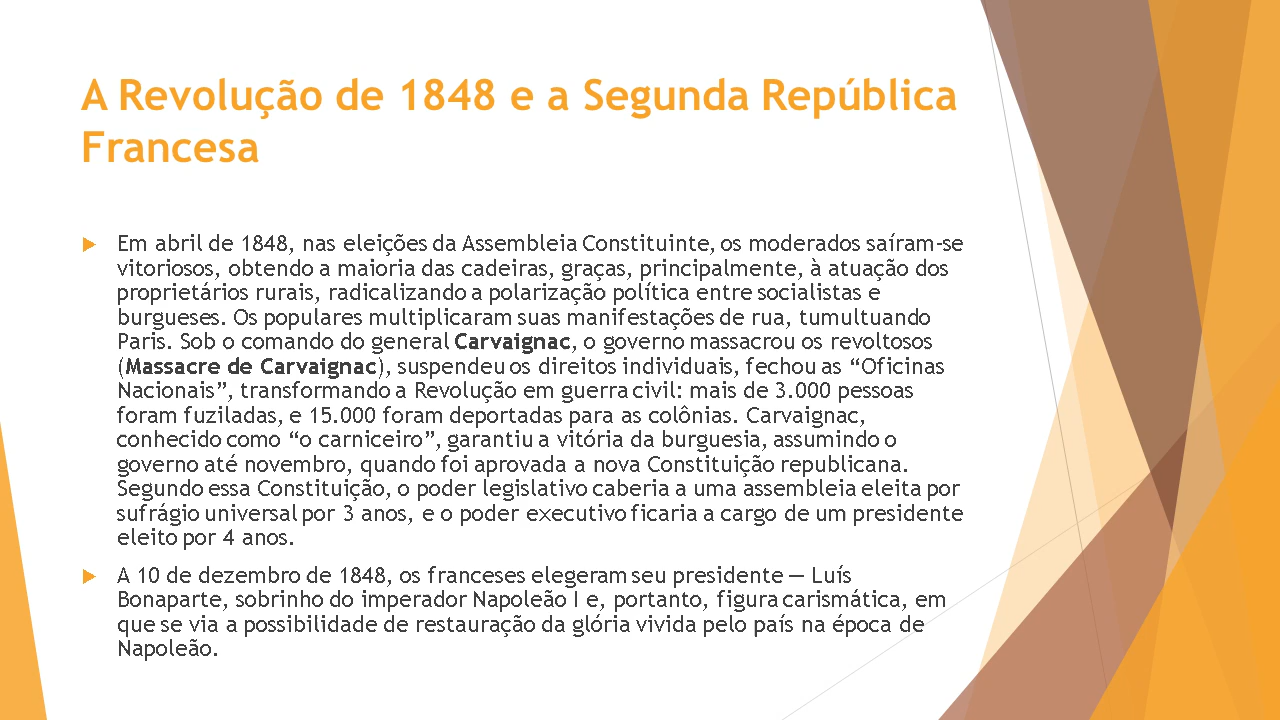 A Revolução de 1848 e a Segunda República
Francesa
Em abril de 1848, nas eleições da Assembleia Constituinte, os moderados saíram-se
vitoriosos, obtendo a maioria das cadeiras, graças, principalmente, à atuação dos
proprietários rurais, radicalizando a polarização política entre socialistas e
burgueses. Os populares multiplicaram suas manifestações de rua, tumultuando
Paris. Sob o comando do general Carvaignac, o governo massacrou os revoltosos
(Massacre de Carvaignac), suspendeu os direitos individuais, fechou as “Oficinas
Nacionais”, transformando a Revolução em guerra civil: mais de 3.000 pessoas
foram fuziladas, e 15.000 foram deportadas para as colônias. Carvaignac,
conhecido como “o carniceiro”, garantiu a vitória da burguesia, assumindo o
governo até novembro, quando foi aprovada a nova Constituição republicana.
Segundo essa Constituição, o poder legislativo caberia a uma assembleia eleita por
sufrágio universal por 3 anos, e o poder executivo ficaria a cargo de um presidente
eleito por 4 anos.
A 10 de dezembro de 1848, os franceses elegeram seu presidente — Luís
Bonaparte, sobrinho do imperador Napoleão I e, portanto, figura carismática, em
que se via a possibilidade de restauração da glória vivida pelo país na época de
Napoleão.